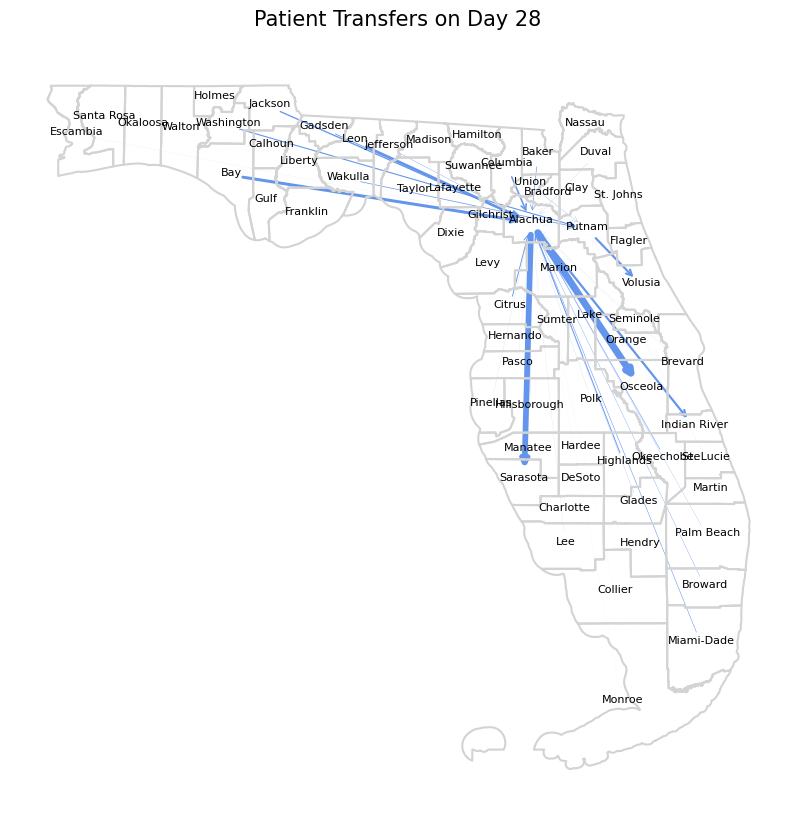 Patient Transfers on Day 28
Holmes
Jackson
Santa Rosa
Okaloosa
Walton
Washington
Escambia
Gadsden
Leon
Jefferson
Madison
Hamilton
Nassau
Calhoun
Liberty
Bay
Wakulla
Suwannee
Columbia
Baker
Duval
Gulf
Franklin
Taylor
Lafayette
Union
Bradford
Clay
St. Johns
Gilchrist
Alachua
Putnam
Dixie
Flagler
Levy
Marion
Volusia
Citrus
Sumter
Lake
Seminole
Hernando
Orange
Pasco
Brevard
Osceola
Pinellas
Hillsborough
Polk
Indian River
Manatee
Hardee
Highlands
Okeechobee
St. Lucie
Sarasota
DeSoto
Martin
Charlotte
Glades
Lee
Hendry
Palm Beach
Collier
Broward
Miami-Dade
Monroe